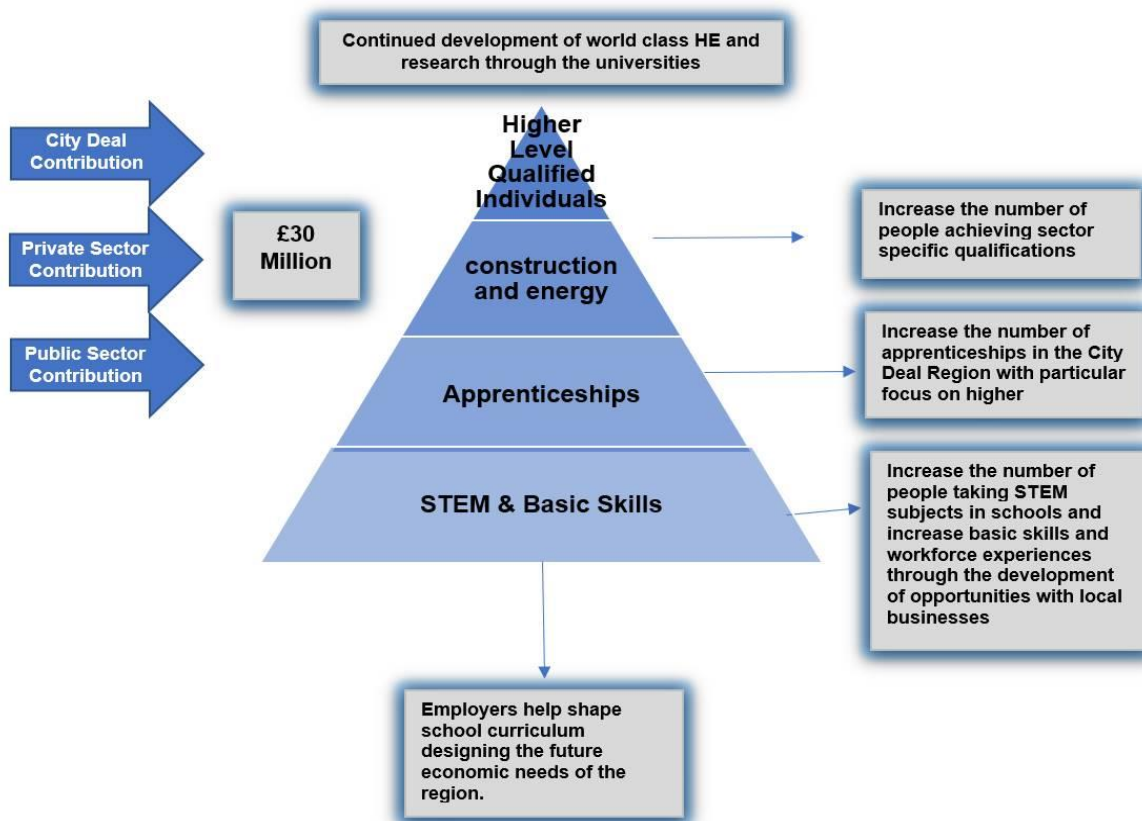 Continued development of world class HE and
research through the universities
City Deal
Contribution
Private Sector
Contribution
Public Sector
Contribution
£30
Million
Higher
Level
Qualified
Individuals
construction
and energy
Apprenticeships
STEM & Basic Skills
Increase the number of
people achieving sector
specific qualifications
Increase the number of
apprenticeships in the City
Deal Region with particular
focus on higher
Increase the number of
people taking STEM
subjects in schools and
increase basic skills and
workforce experiences
through the development
of opportunities with local
businesses
Employers help shape
school curriculum
designing the future
economic needs of the
region.